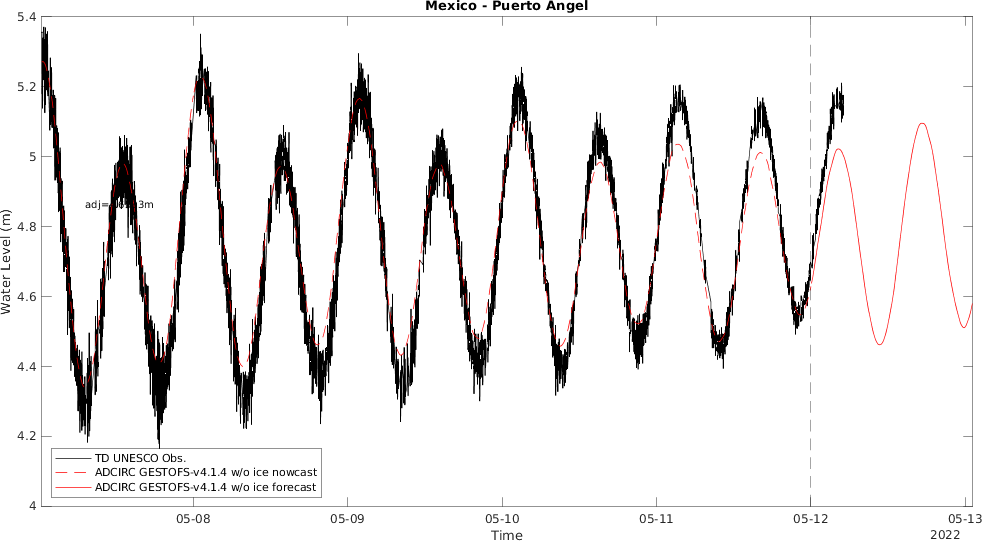 Mexico - Puerto Angel
5.4
5.2
5
4.8
4.6
4.4
4.2
4
Water Level (m)
TD UNESCO Obs.
ADCIRC GESTOFS-v4.1.4 w/o ice nowcast
ADCIRC GESTOFS-v4.1.4 w/o ice forecast
05-08
05-09
05-10
05-11
05-12
05-13
Time
2022